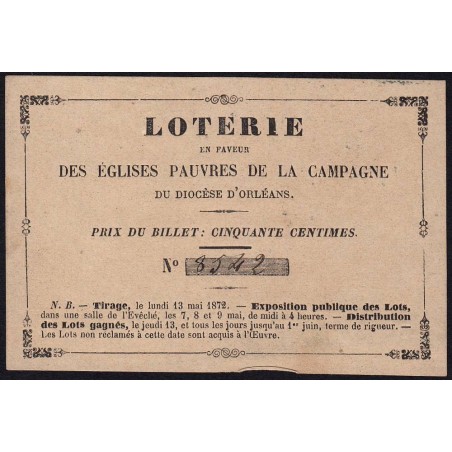 LOTERIE
EN FAVEUR
DES ÉGLISES PAUVRES DE LA CAMPAGNE
DU DIOCÈSE D'ORLÉANS.
PRIX DU BILLET : CINQUANTE CENTIMES.
N° 8542
N. B. — Tirage, le lundi 13 mai 1872. — Exposition publique des Lots,
dans une salle de l'Evêché, les 7, 8 et 9 mai, de midi à 4 heures. — Distribution
des Lots gagnés, le jeudi 13, et tous les jours jusqu'au 1er juin, terme de rigueur. —
Les Lots non réclamés à cette date sont acquis à l'Œuvre.